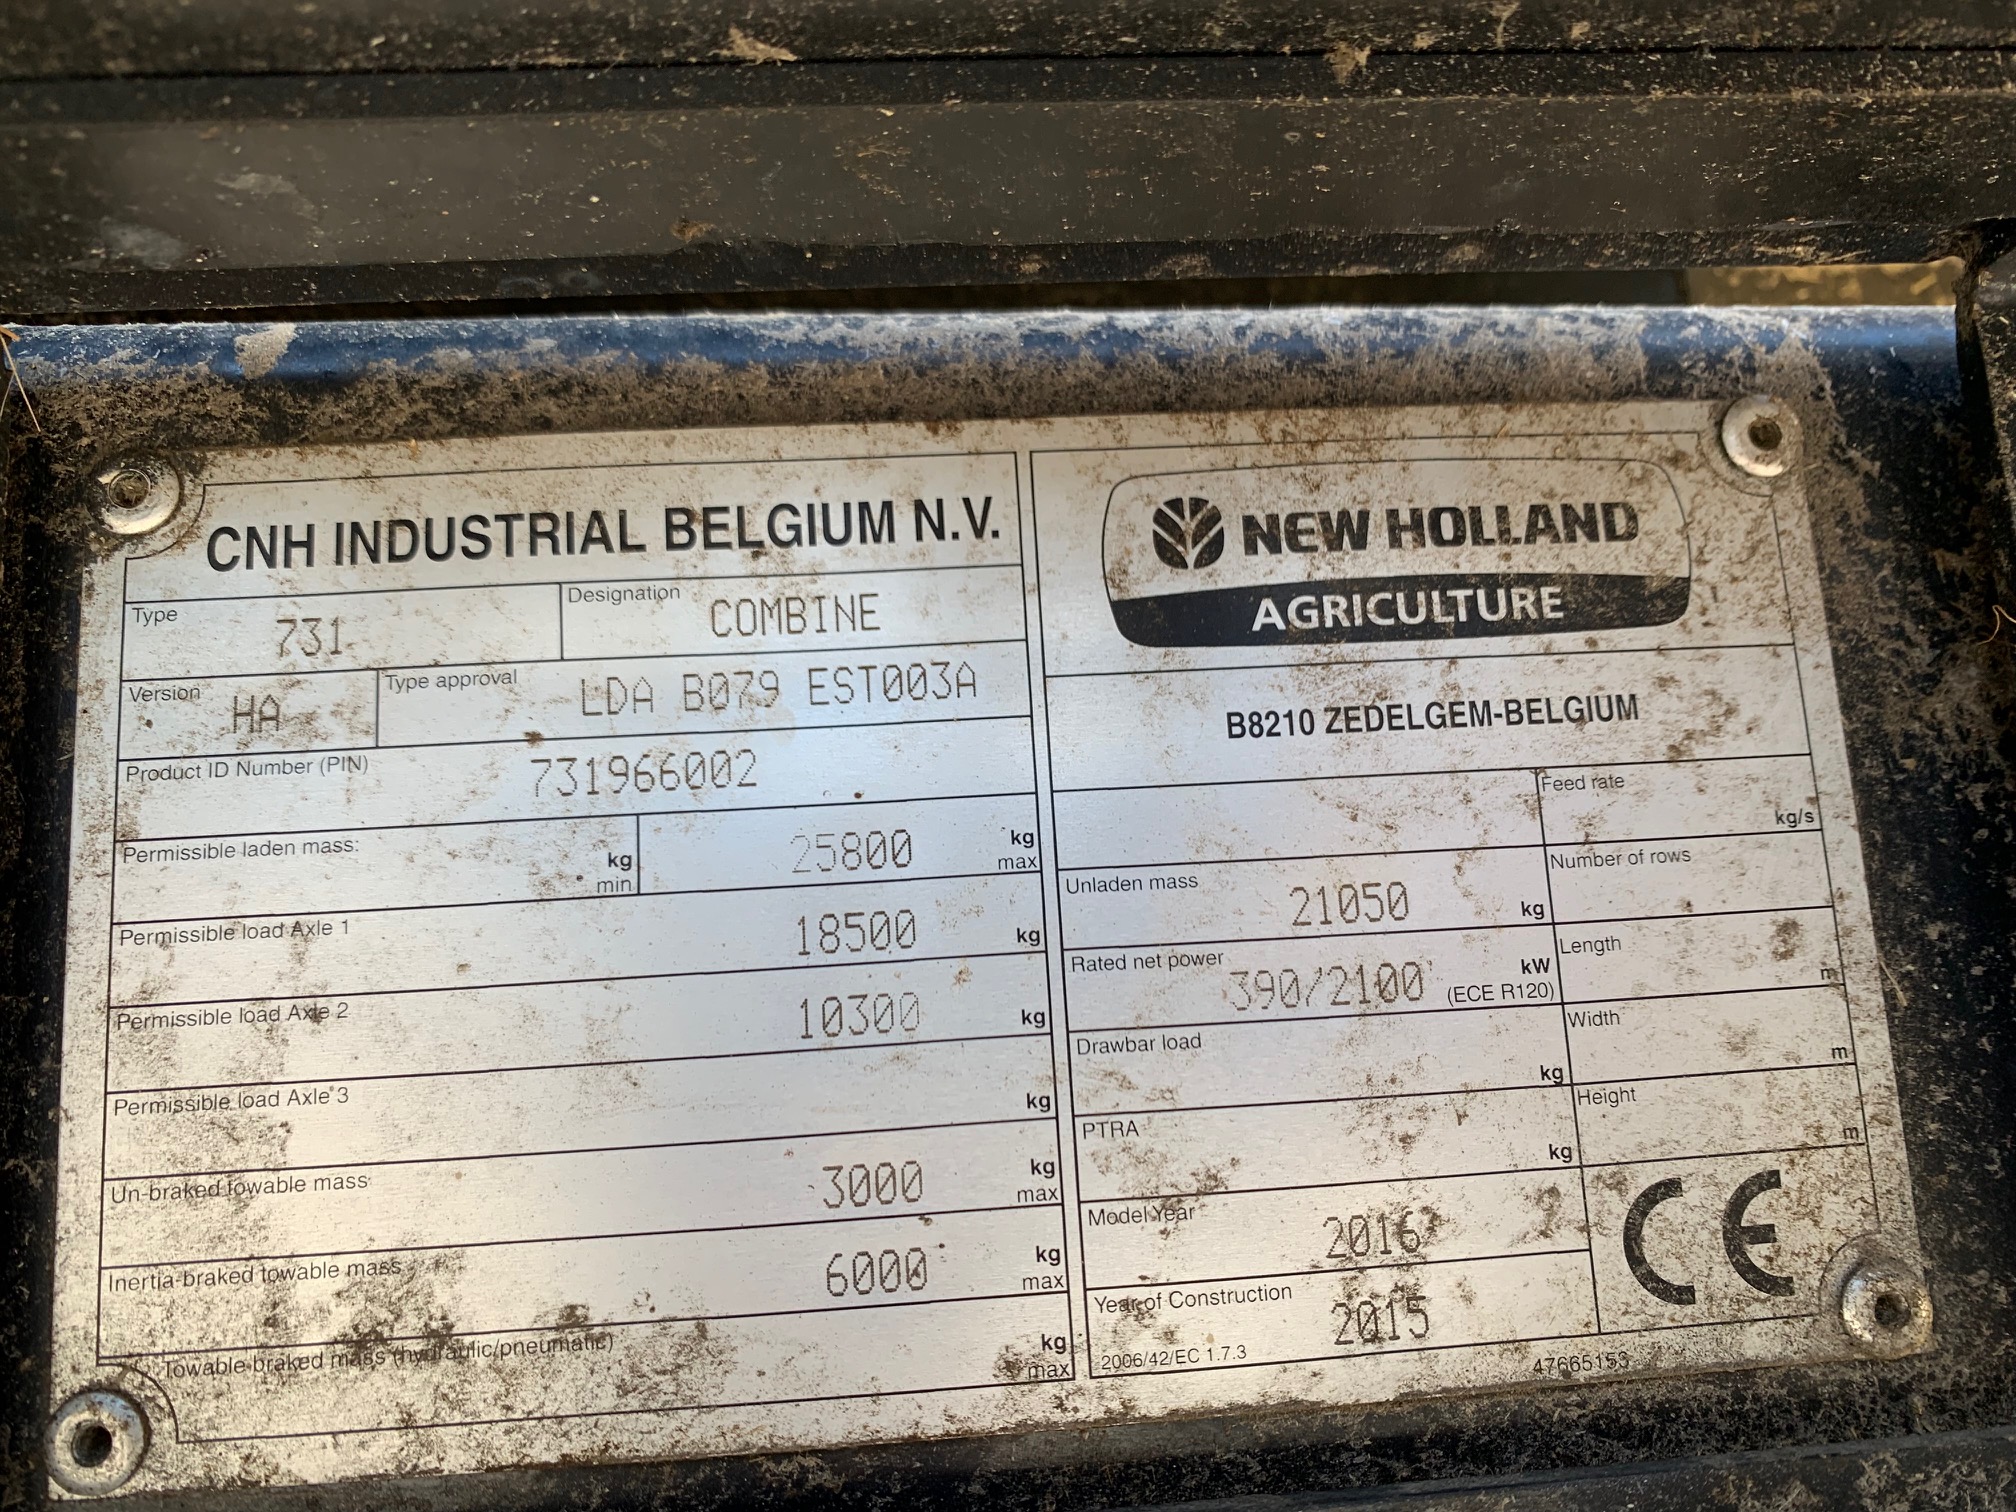 CNH INDUSTRIAL BELGIUM N.V.
Type 731 Designation COMBINE
Version HA Type approval LDA B079 EST003A
Product ID Number (PIN) 731966002
Permissible laden mass: kg min 25800 kg max
Permissible load Axle 1 18500 kg
Permissible load Axle 2 10300 kg
Permissible load Axle 3 kg
Un-braked towable mass 3000 kg max
Inertia-braked towable mass 6000 kg max
Towable braked mass (hydraulic/pneumatic) kg max
NEW HOLLAND
AGRICULTURE
B8210 ZEDELGEM-BELGIUM
Feed rate kg/s
Unladen mass 21050 kg
Number of rows
Rated net power 390/2100 kW (ECE R120)
Length m
Drawbar load kg
Width m
PTRA kg
Height m
Model Year 2016
Year of Construction 2015
2006/42/EC 1.7.3
CE
47665153